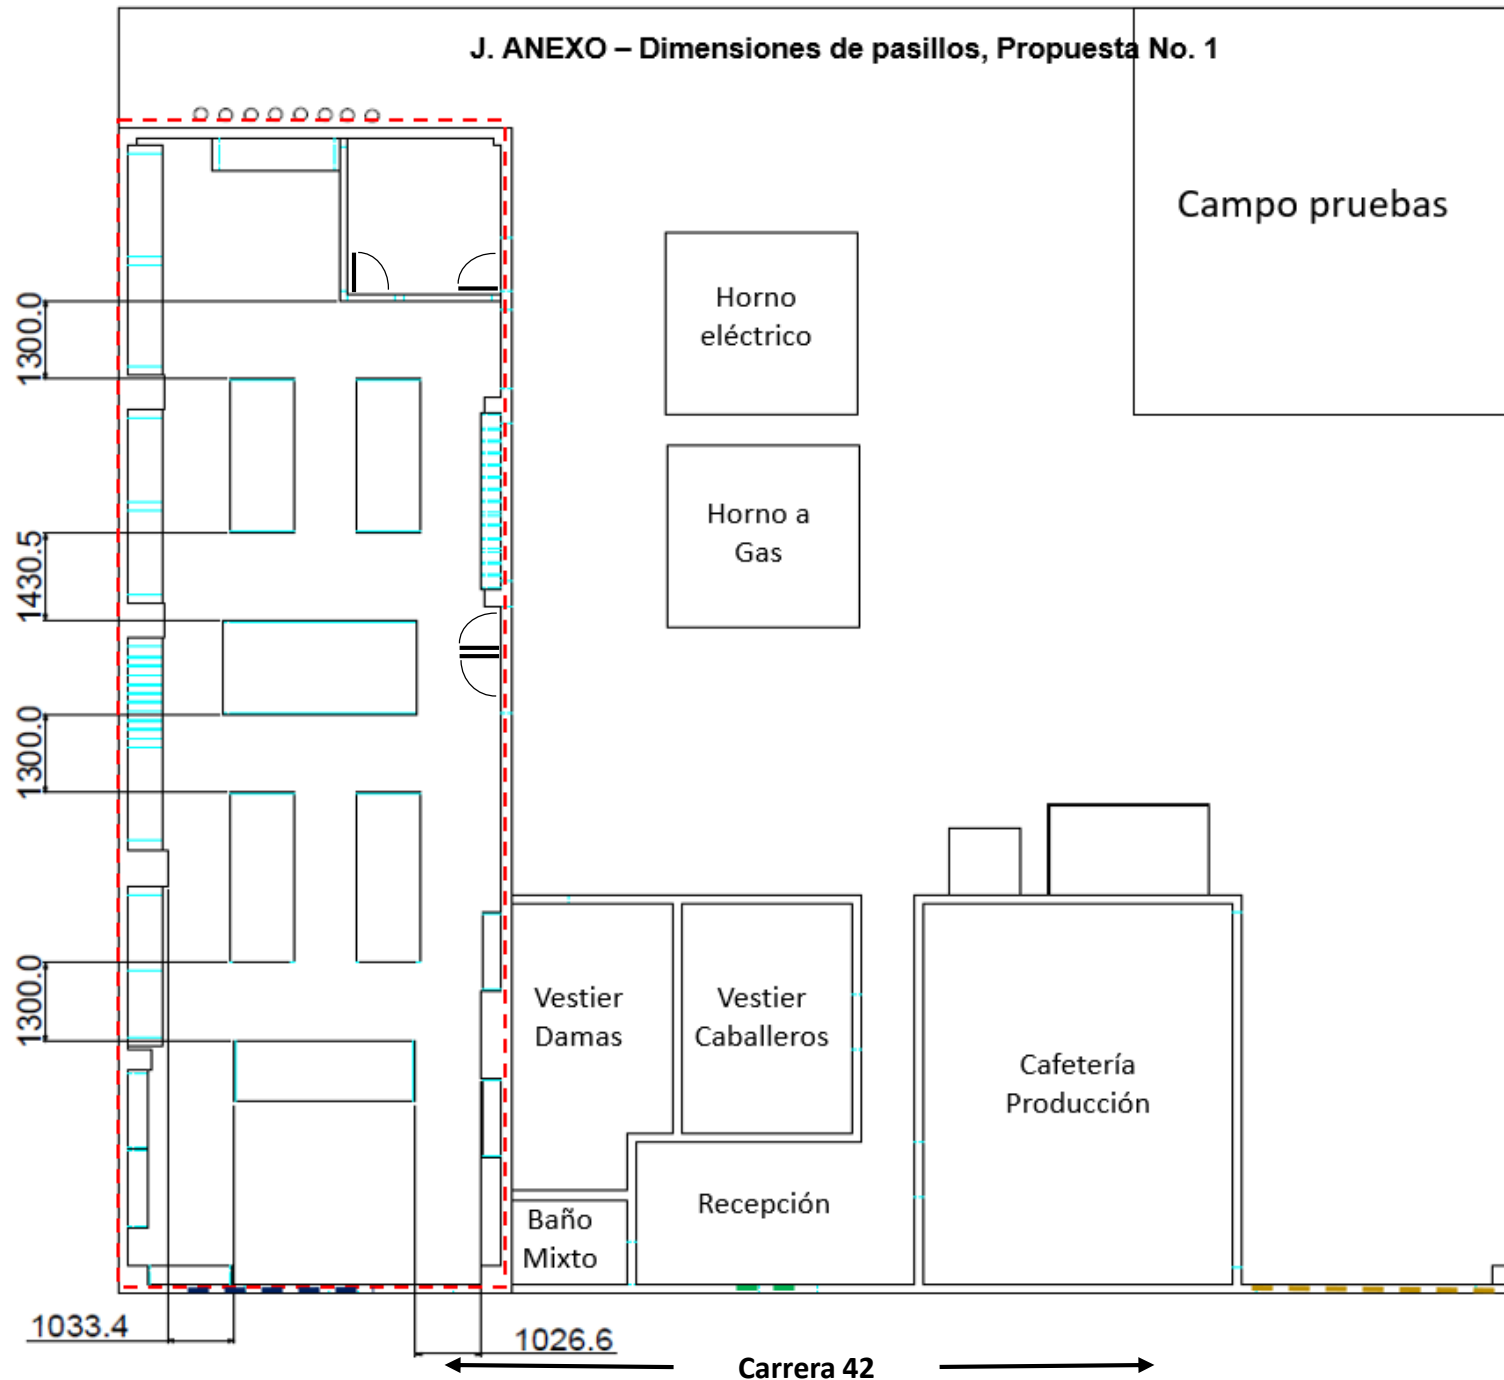 J. ANEXO – Dimensiones de pasillos, Propuesta No. 1
Campo pruebas
Horno
eléctrico
1300.0
Horno a
Gas
1430.5
1300.0
1300.0
Vestier
Damas
Vestier
Caballeros
Cafetería
Producción
Recepción
Baño
Mixto
1033.4
1026.6
Carrera 42